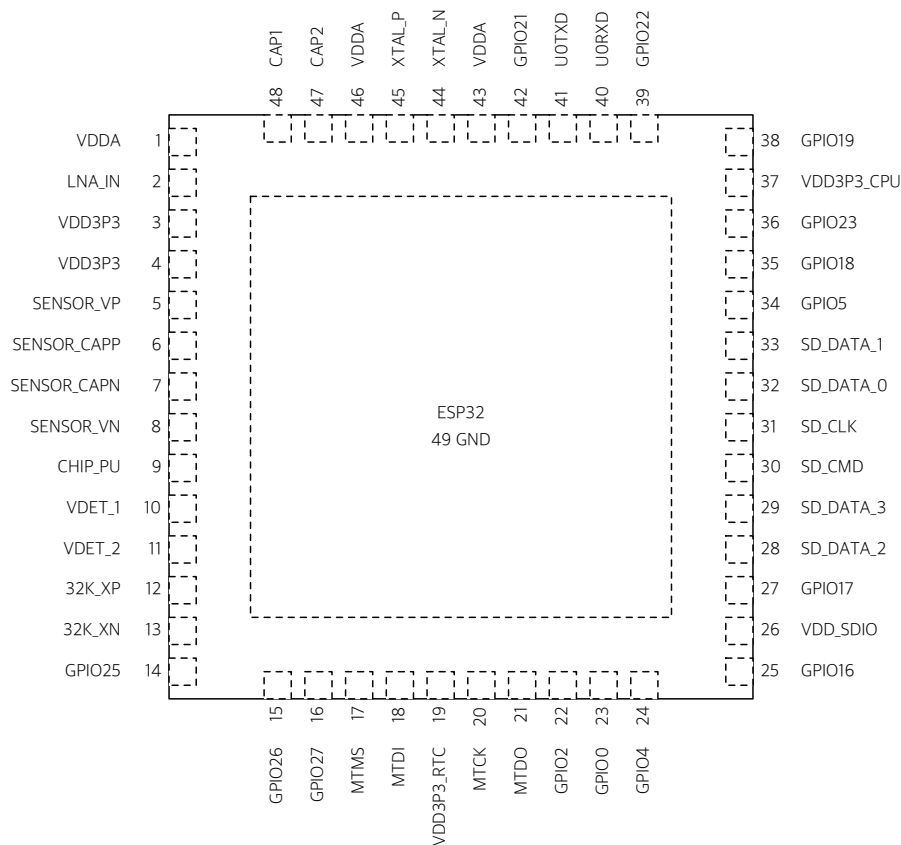 CAP1
CAP2
VDDA
XTAL_P
XTAL_N
VDDA
GPIO21
U0TXD
U0RXD
GPIO22
48
47
46
45
44
43
42
41
40
39
VDDA 1
LNA_IN 2
VDD3P3 3
VDD3P3 4
SENSOR_VP 5
SENSOR_CAPP 6
SENSOR_CAPN 7
SENSOR_VN 8
CHIP_PU 9
VDET_1 10
VDET_2 11
32K_XP 12
32K_XN 13
GPIO25 14
ESP32
49 GND
38 GPIO19
37 VDD3P3_CPU
36 GPIO23
35 GPIO18
34 GPIO5
33 SD_DATA_1
32 SD_DATA_0
31 SD_CLK
30 SD_CMD
29 SD_DATA_3
28 SD_DATA_2
27 GPIO17
26 VDD_SDIO
25 GPIO16
15
16
17
18
19
20
21
22
23
24
GPIO26
GPIO27
MTMS
MTDI
VDD3P3_RTC
MTCK
MTDO
GPIO2
GPIO0
GPIO4